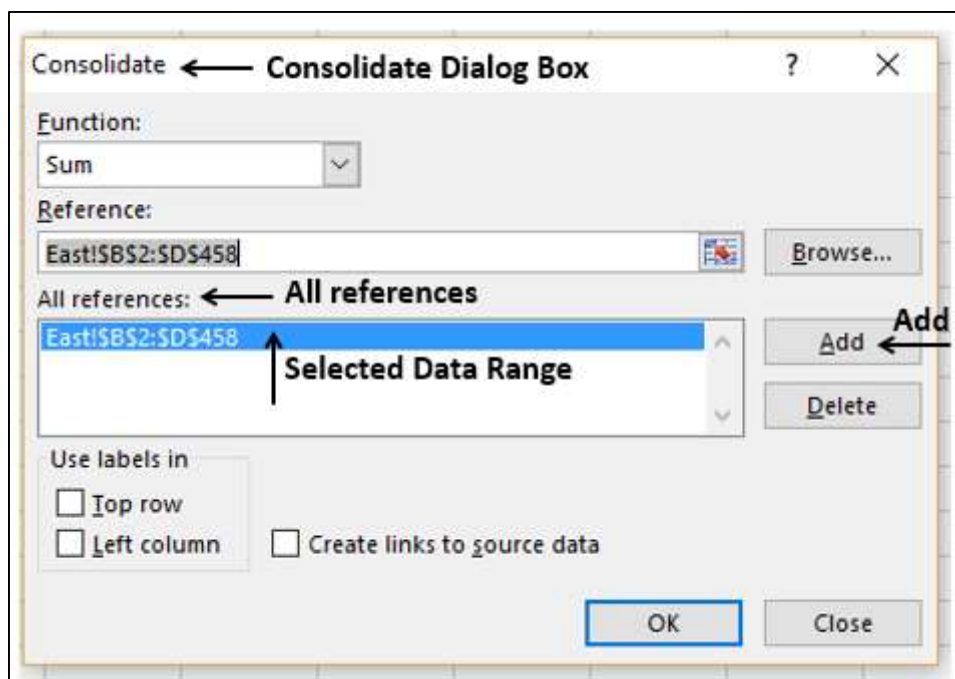 Consolidate Consolidate Dialog Box ?
Function:
Sum
Reference:
East!$B$2:$D$458 Browse...
All references: All references
East!$B$2:$D$458 Add Add
Selected Data Range
Delete
Use labels in
Top row
Left column Create links to source data
OK Close